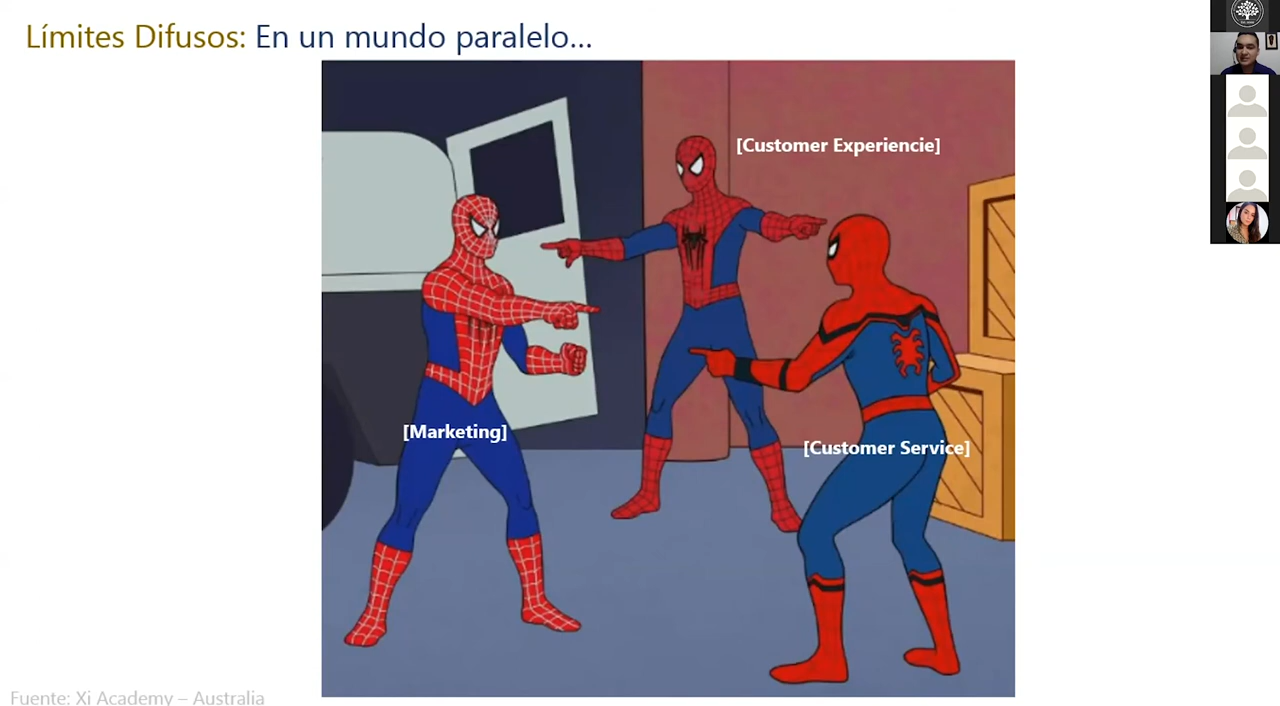 Límites Difusos: En un mundo paralelo...
[Customer Experiencie]
[Marketing]
[Customer Service]
Fuente: Xi Academy – Australia